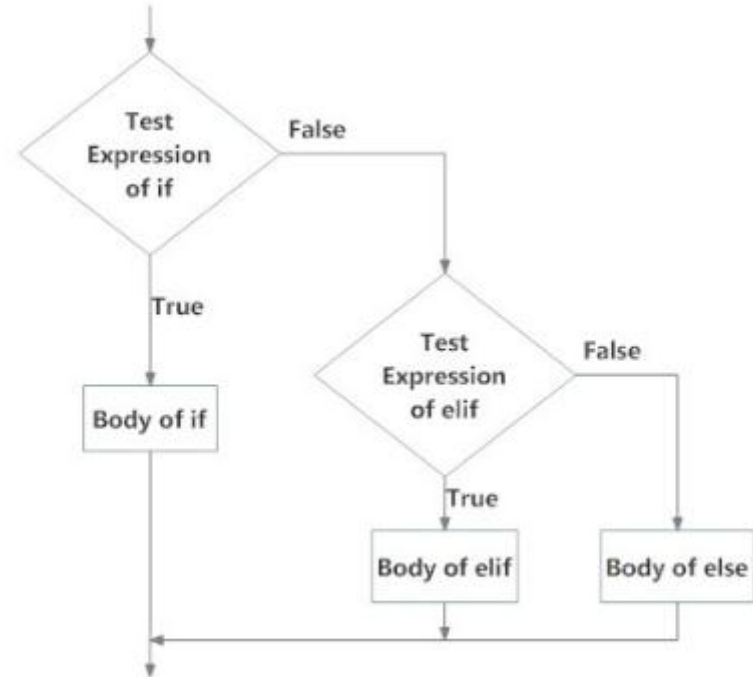 Test
Expression
of if
False
True
Body of if
Test
Expression
of elif
False
True
Body of elif
Body of else